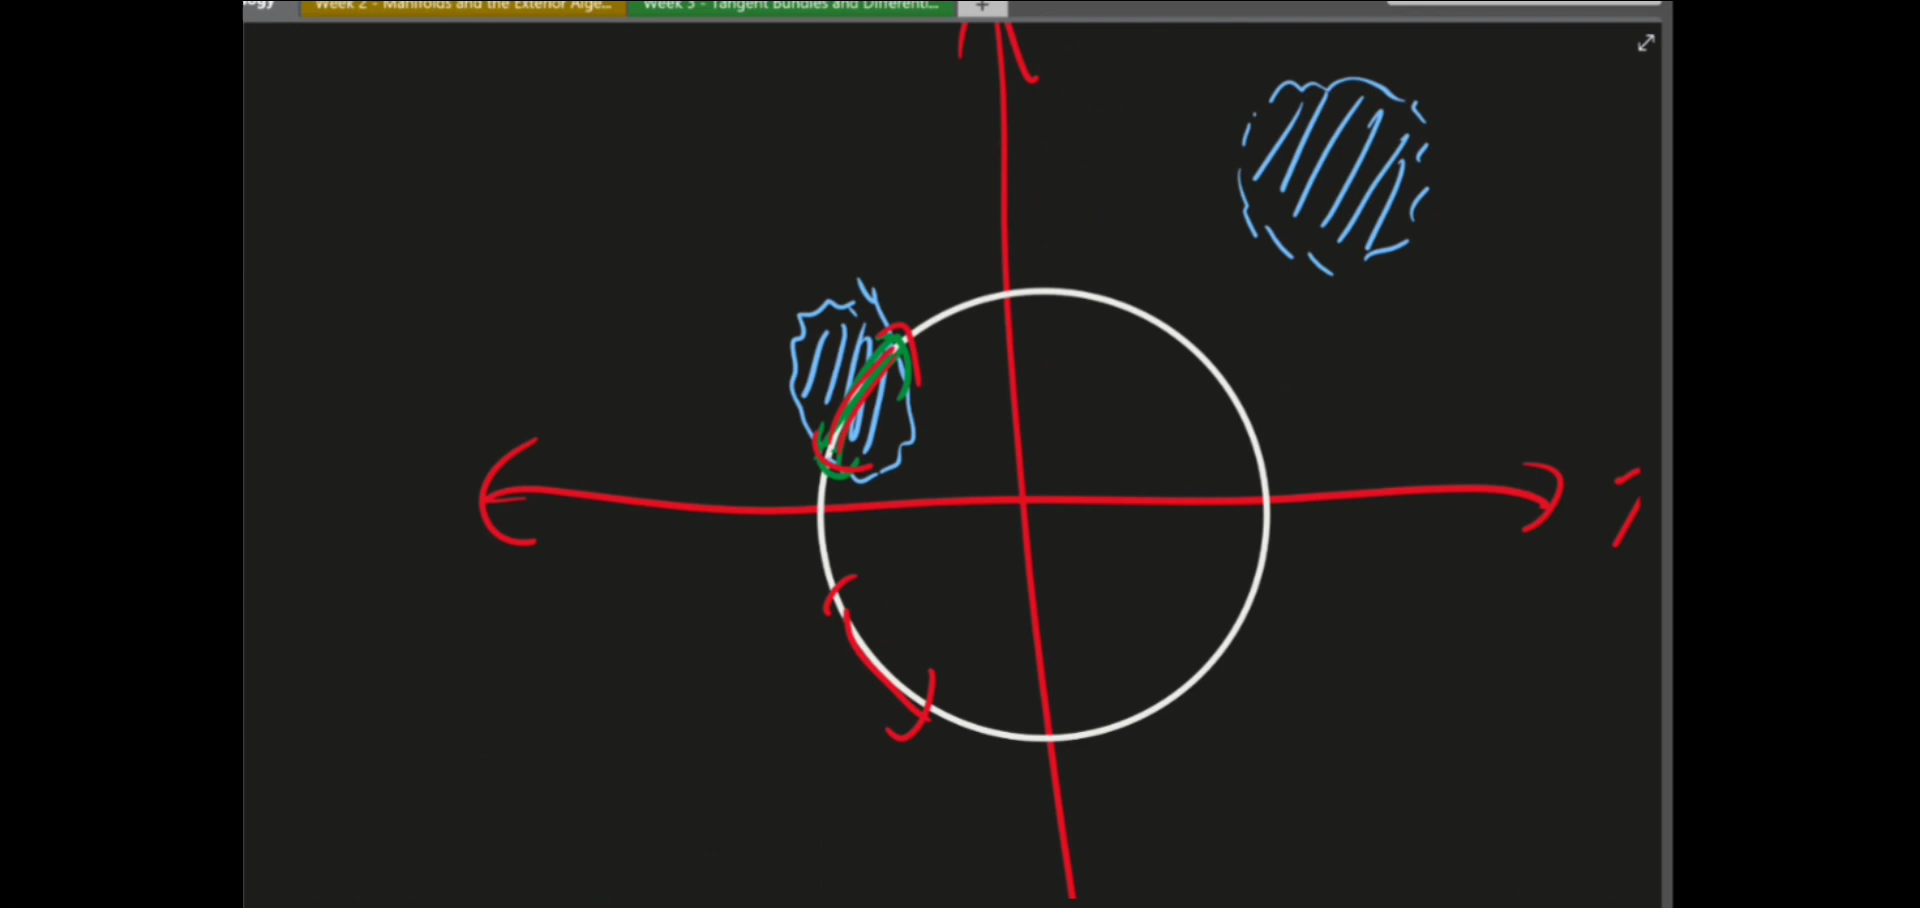 Week 2 - Manifolds and the Exterior Alge...
Week 3 - Tangent Bundles and Differenti...
+